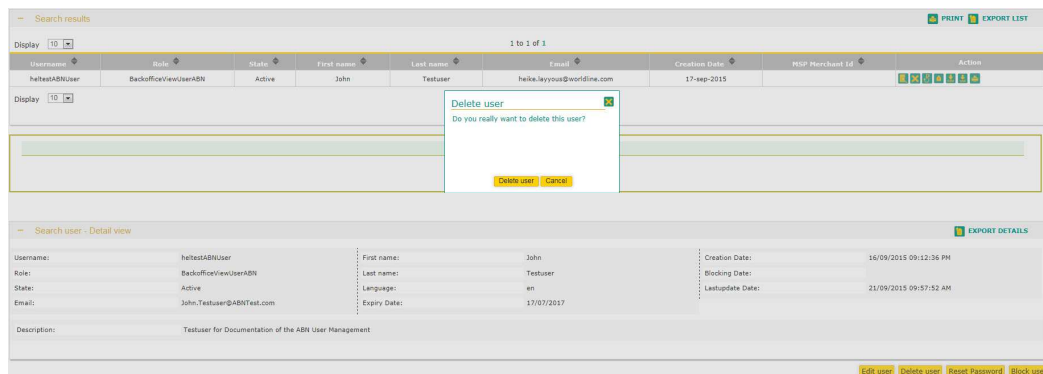 − Search results PRINT EXPORT LIST
Display 10 1 to 1 of 1
Username Role State First name Last name Email Creation Date MSP Merchant Id Action
heltestABNUser BackofficeViewUserABN Active John Testuser heike.layyous@worldline.com 17-sep-2015
Display 10
Delete user
Do you really want to delete this user?
Delete user Cancel
− Search user - Detail view EXPORT DETAILS
Username: heltestABNUser First name: John Creation Date: 16/09/2015 09:12:36 PM
Role: BackofficeViewUserABN Last name: Testuser Blocking Date:
State: Active Language: en Lastupdate Date: 21/09/2015 09:57:52 AM
Email: John.Testuser@ABNTest.com Expiry Date: 17/07/2017
Description: Testuser for Documentation of the ABN User Management
Edit user Delete user Reset Password Block use